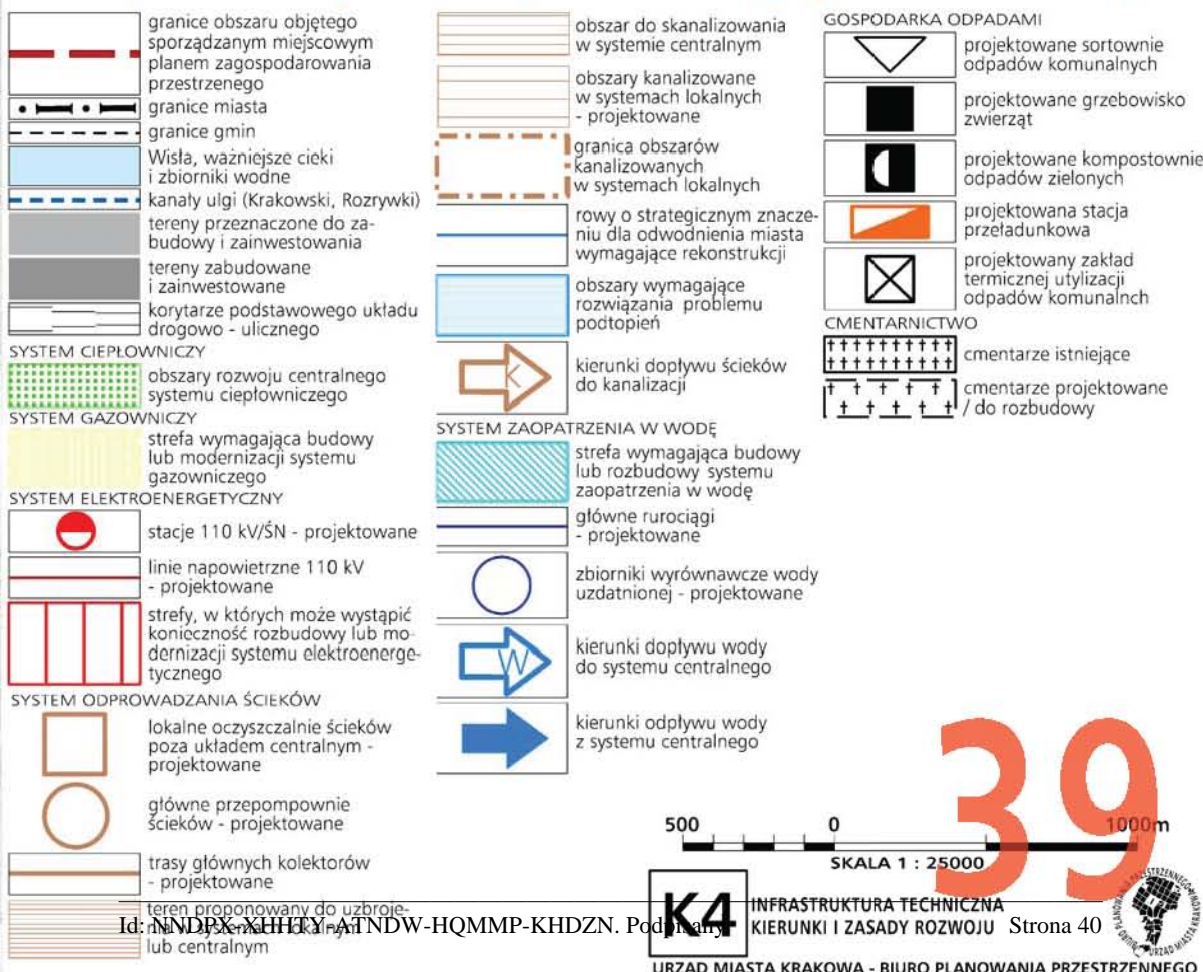 granice obszaru objętego
sporządzanym miejscowym
planem zagospodarowania
przestrzenego
granice miasta
granice gmin
Wisła, ważniejsze cieki
i zbiorniki wodne
kanały ulgi (Krakowski, Rozrywki)
tereny przeznaczone do za-
budowy i zainwestowania
tereny zabudowane
i zainwestowane
korytarze podstawowego układu
drogowo - ulicznego
SYSTEM CIEPŁOWNICZY
obszary rozwoju centralnego
systemu ciepłowniczego
SYSTEM GAZOWNICZY
strefa wymagająca budowy
lub modernizacji systemu
gazowniczego
SYSTEM ELEKTROENERGETYCZNY
stacje 110 kV/ŚN - projektowane
linie napowietrzne 110 kV
- projektowane
strefy, w których może wystąpić
konieczność rozbudowy lub mo-
dernizacji systemu elektroenerge-
tycznego
SYSTEM ODPROWADZANIA ŚCIEKÓW
lokalne oczyszczalnie ścieków
poza układem centralnym -
projektowane
główne przepompownie
ścieków - projektowane
trasy głównych kolektorów
- projektowane
teren proponowany do uzbroje-
nia w systemach lokalnym
lub centralnym
obszar do skanalizowania
w systemie centralnym
obszary kanalizowane
w systemach lokalnych
- projektowane
granica obszarów
kanalizowanych
w systemach lokalnych
rowy o strategicznym znacze-
niu dla odwodnienia miasta
wymagające rekonstrukcji
obszary wymagające
rozwiązania problemu
podtopień
K
kierunki dopływu ścieków
do kanalizacji
SYSTEM ZAOPATRZENIA W WODĘ
strefa wymagająca budowy
lub rozbudowy systemu
zaopatrzenia w wodę
główne rurociągi
- projektowane
zbiorniki wyrównawcze wody
uzdatnionej - projektowane
W
kierunki dopływu wody
do systemu centralnego
kierunki odpływu wody
z systemu centralnego
GOSPODARKA ODPADAMI
projektowane sortownie
odpadów komunalnych
projektowane grzebowisko
zwierząt
projektowane kompostownie
odpadów zielonych
projektowana stacja
przeładunkowa
projektowany zakład
termicznej utylizacji
odpadów komunalnch
CMENTARNICTWO
cmentarze istniejące
cmentarze projektowane
/ do rozbudowy
39
500 0 1000m
SKALA 1 : 25000
K4
INFRASTRUKTURA TECHNICZNA
KIERUNKI I ZASADY ROZWOJU
Id: NNDPX-XHHTY-ATNDW-HQMMP-KHDZN. Podpisany Strona 40
URZĄD MIASTA KRAKOWA - BIURO PLANOWANIA PRZESTRZENNEGO